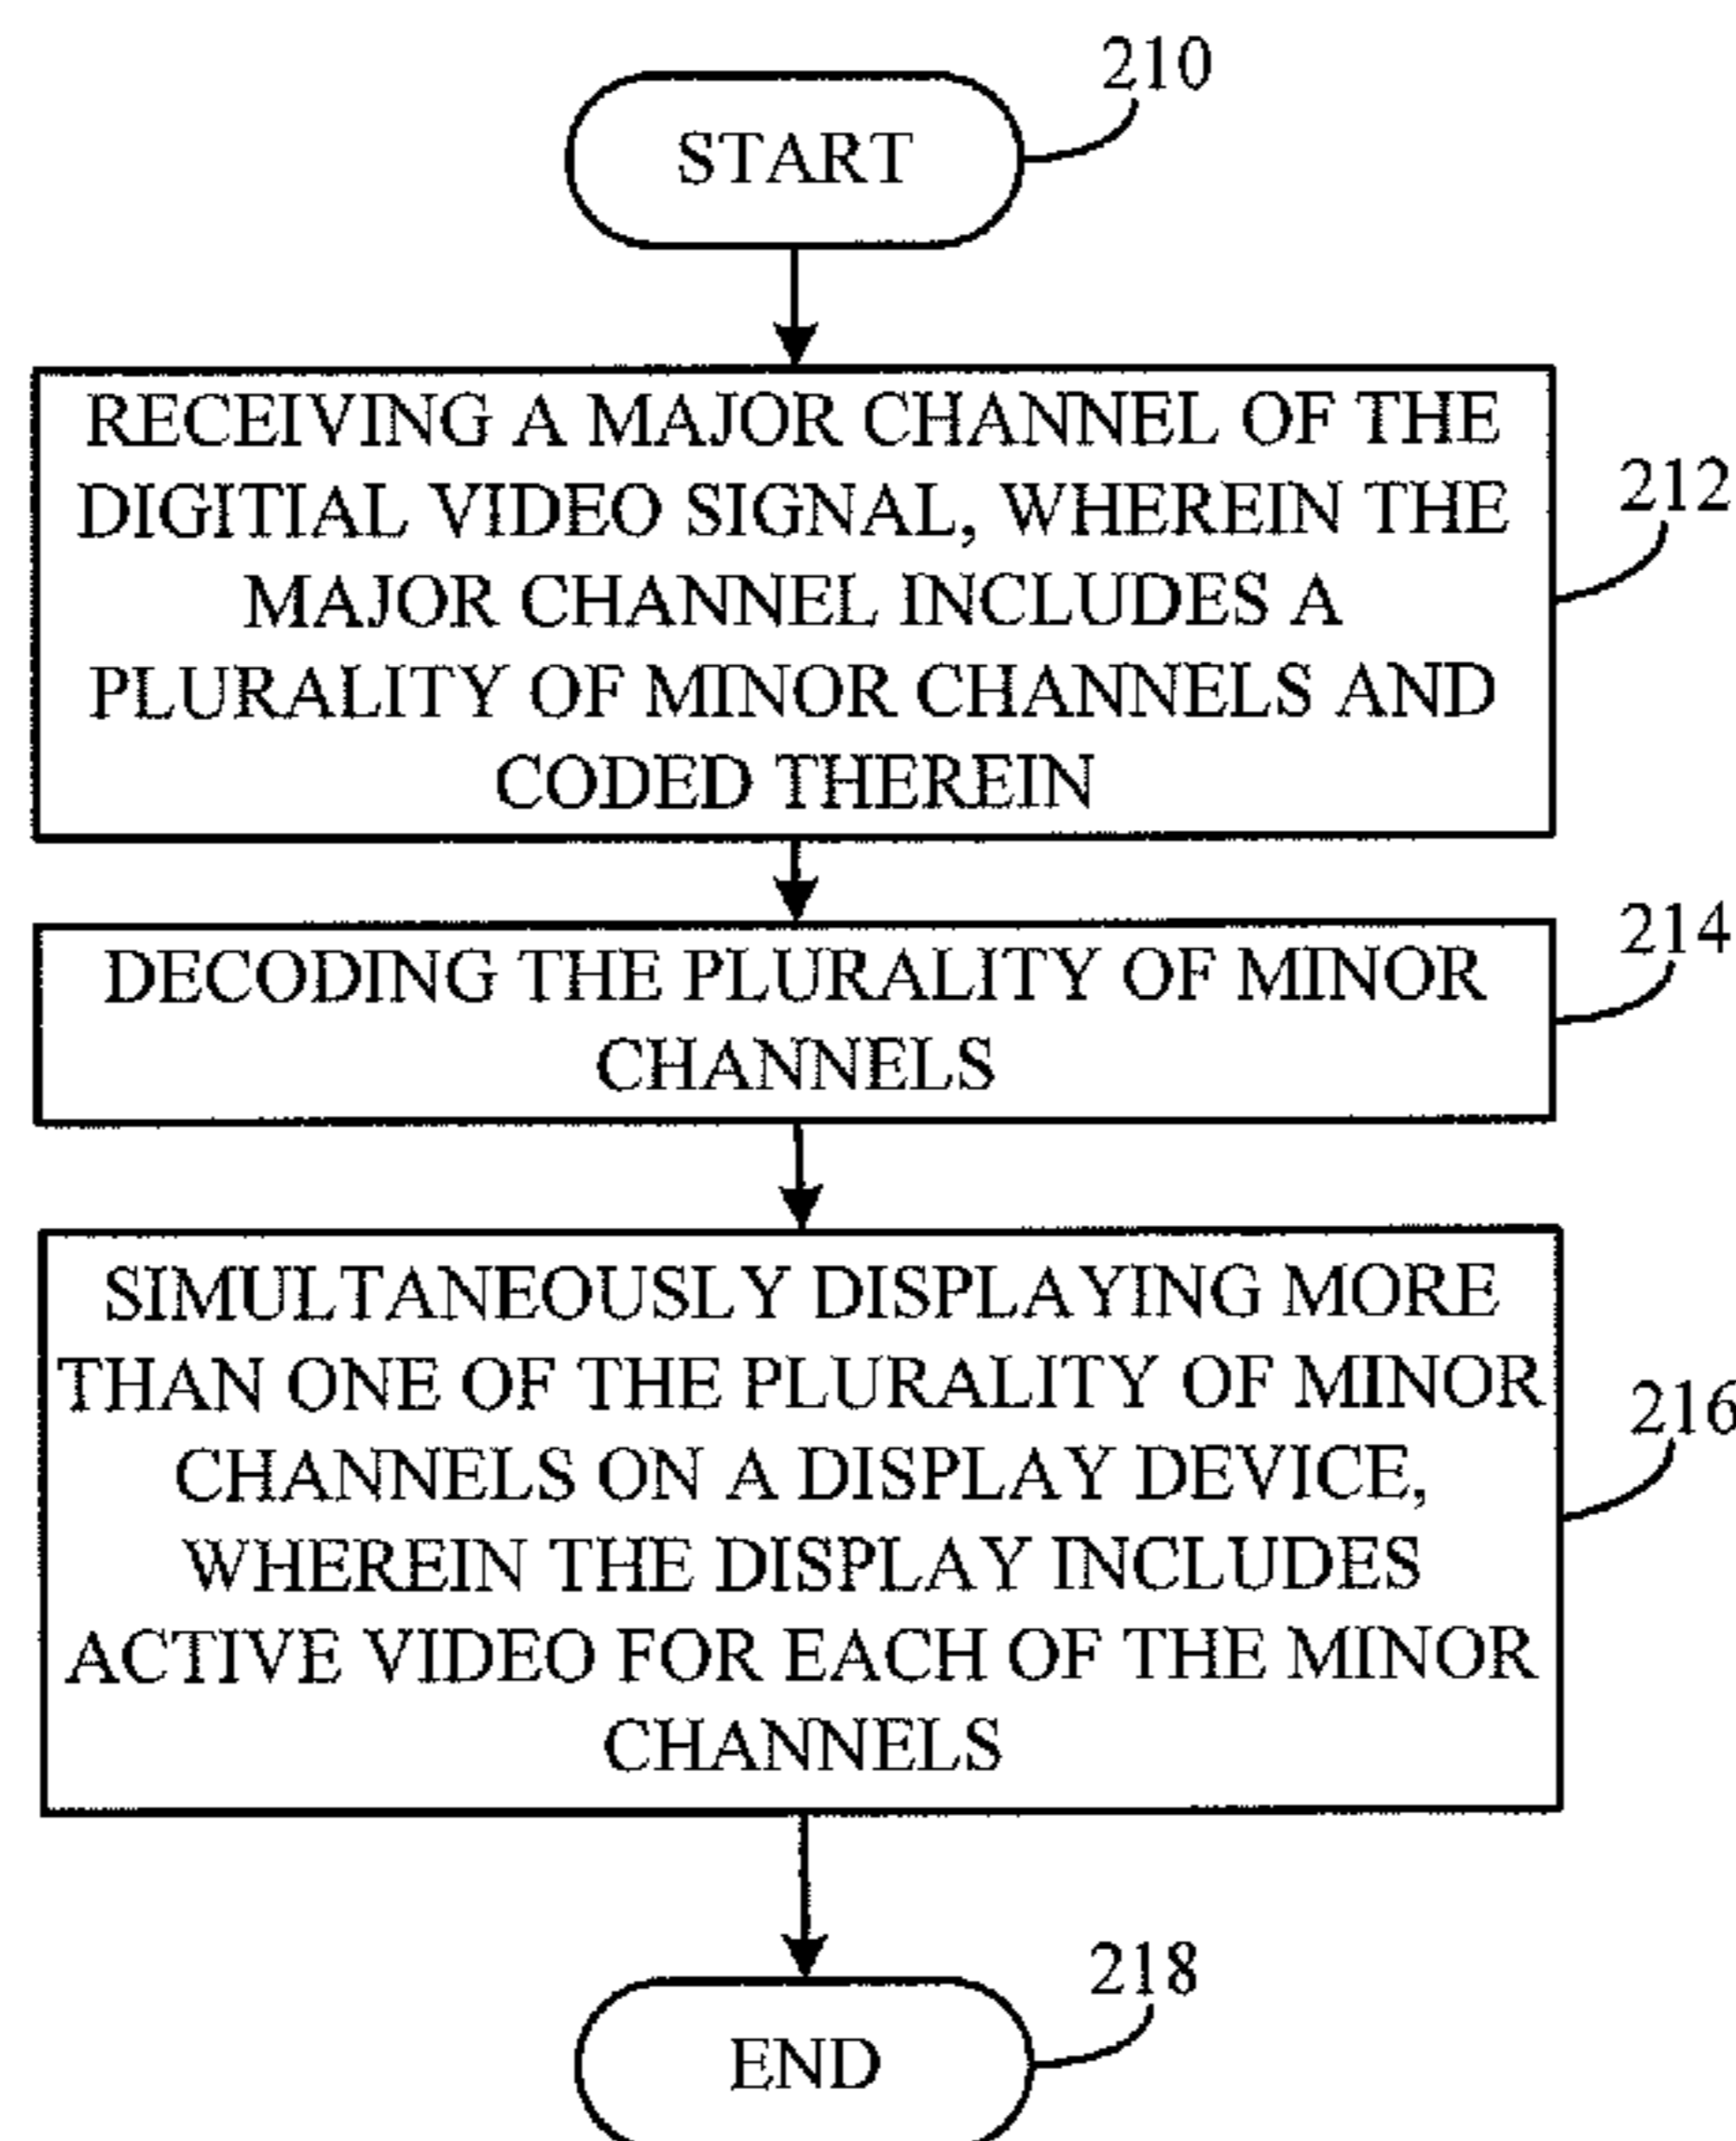 210
START
RECEIVING A MAJOR CHANNEL OF THE
DIGITIAL VIDEO SIGNAL, WHEREIN THE
MAJOR CHANNEL INCLUDES A
PLURALITY OF MINOR CHANNELS AND
CODED THEREIN
212
DECODING THE PLURALITY OF MINOR
CHANNELS
214
SIMULTANEOUSLY DISPLAYING MORE
THAN ONE OF THE PLURALITY OF MINOR
CHANNELS ON A DISPLAY DEVICE,
WHEREIN THE DISPLAY INCLUDES
ACTIVE VIDEO FOR EACH OF THE MINOR
CHANNELS
216
218
END